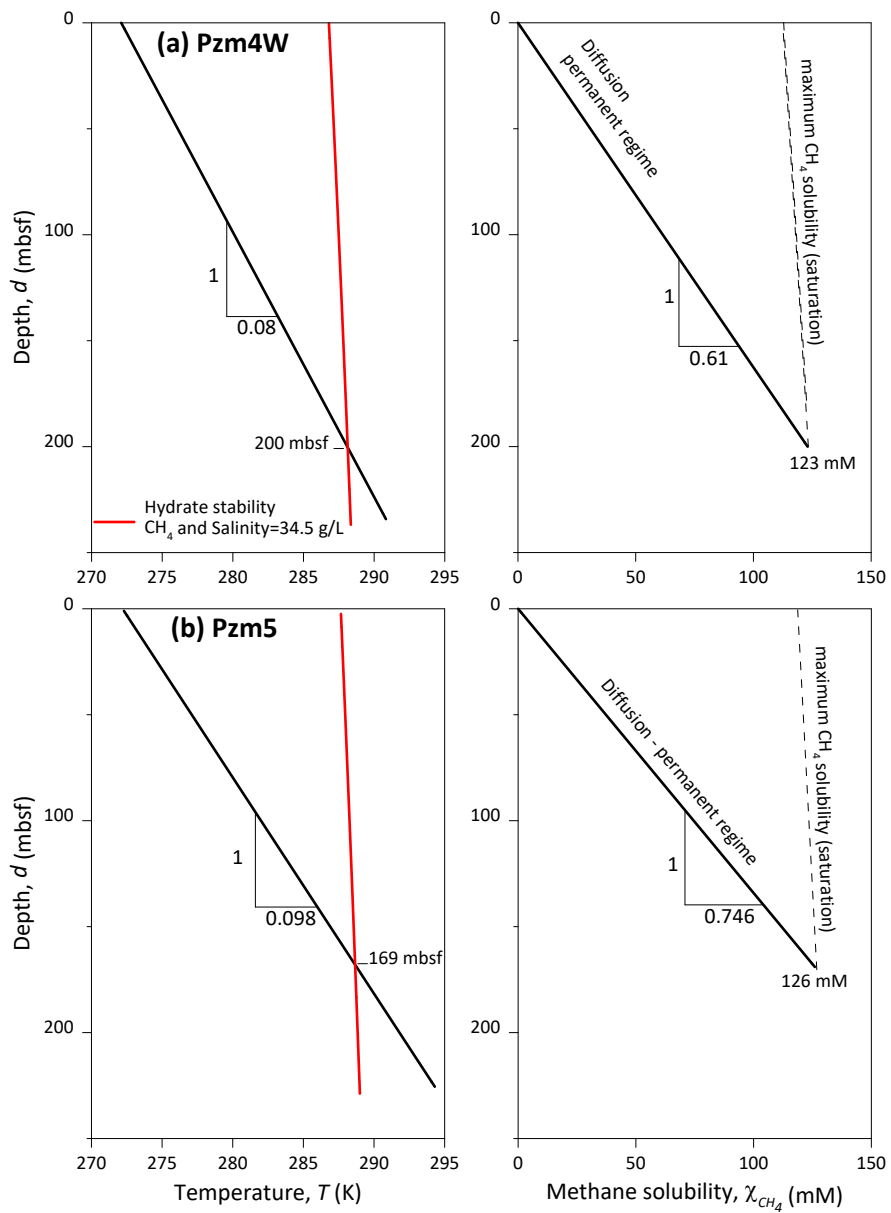 (a) Pzm4W
0
100
200
Depth, d (mbsf)
1
0.08
200 mbsf
Hydrate stability
CH4 and Salinity=34.5 g/L
270 275 280 285 290 295
0
100
200
Diffusion
permanent regime
maximum CH4 solubility (saturation)
1
0.61
123 mM
0 50 100 150
(b) Pzm5
0
100
200
Depth, d (mbsf)
1
0.098
169 mbsf
270 275 280 285 290 295
Temperature, T (K)
0
100
200
Diffusion - permanent regime
maximum CH4 solubility (saturation)
1
0.746
126 mM
0 50 100 150
Methane solubility, χCH4 (mM)